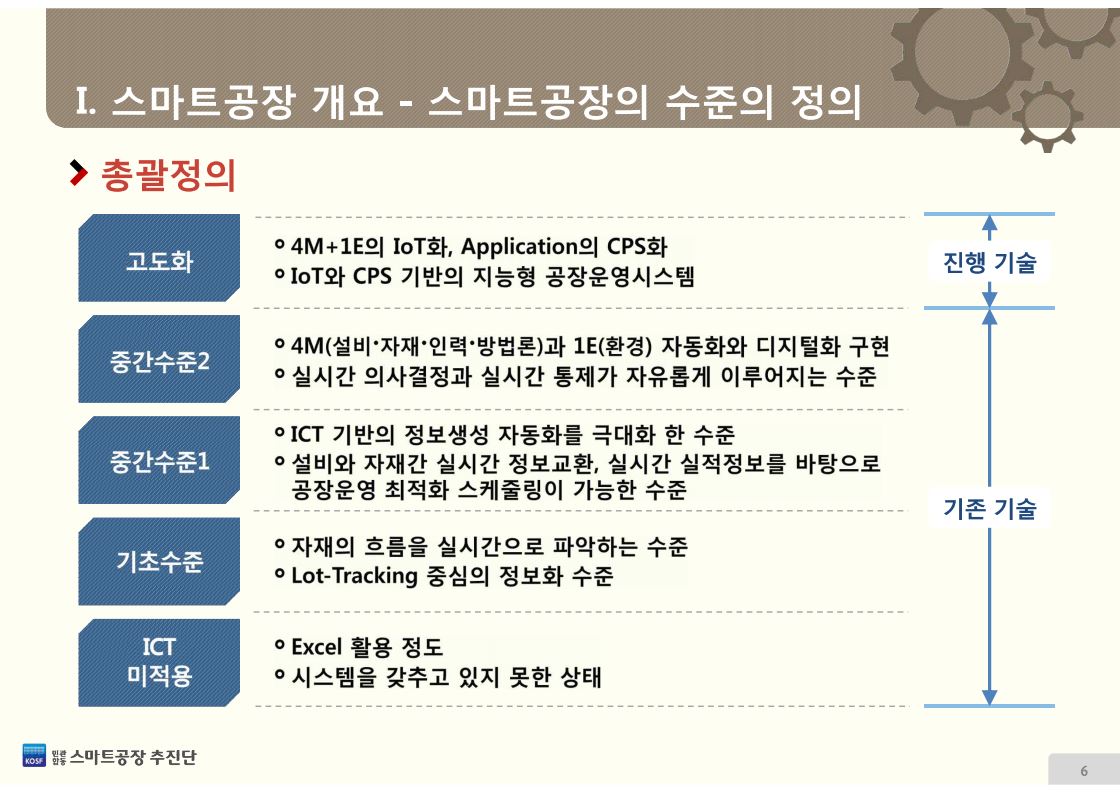 I. 스마트공장 개요 - 스마트공장의 수준의 정의
총괄정의
고도화
4M+1E의 IoT화, Application의 CPS화
IoT와 CPS 기반의 지능형 공장운영시스템
진행 기술
중간수준2
4M(설비·자재·인력·방법론)과 1E(환경) 자동화와 디지털화 구현
실시간 의사결정과 실시간 통제가 자유롭게 이루어지는 수준
중간수준1
ICT 기반의 정보생성 자동화를 극대화 한 수준
설비와 자재간 실시간 정보교환, 실시간 실적정보를 바탕으로
공장운영 최적화 스케줄링이 가능한 수준
기존 기술
기초수준
자재의 흐름을 실시간으로 파악하는 수준
Lot-Tracking 중심의 정보화 수준
ICT
미적용
Excel 활용 정도
시스템을 갖추고 있지 못한 상태
KOSF 민관합동 스마트공장 추진단
6